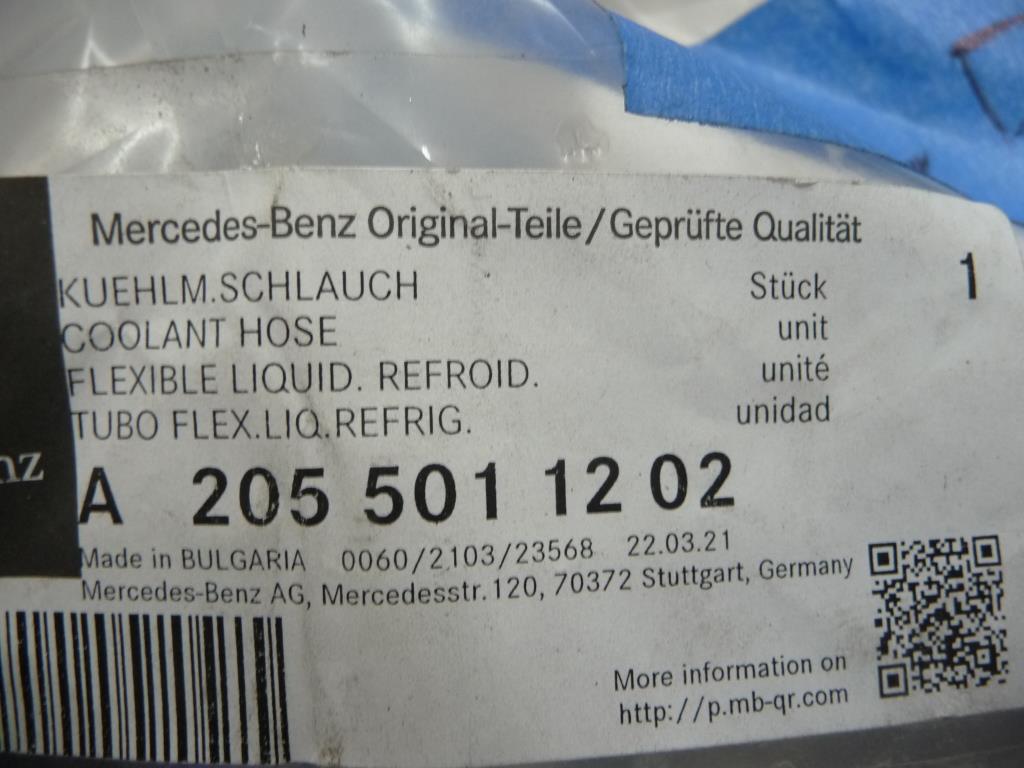 Mercedes-Benz Original-Teile/Geprüfte Qualität
KUEHLM.SCHLAUCH Stück 1
COOLANT HOSE unit
FLEXIBLE LIQUID. REFROID. unité
TUBO FLEX.LIQ.REFRIG. unidad
nz
A 205 501 12 02
Made in BULGARIA 0060/2103/23568 22.03.21
Mercedes-Benz AG, Mercedesstr.120, 70372 Stuttgart, Germany
More information on
http://p.mb-qr.com